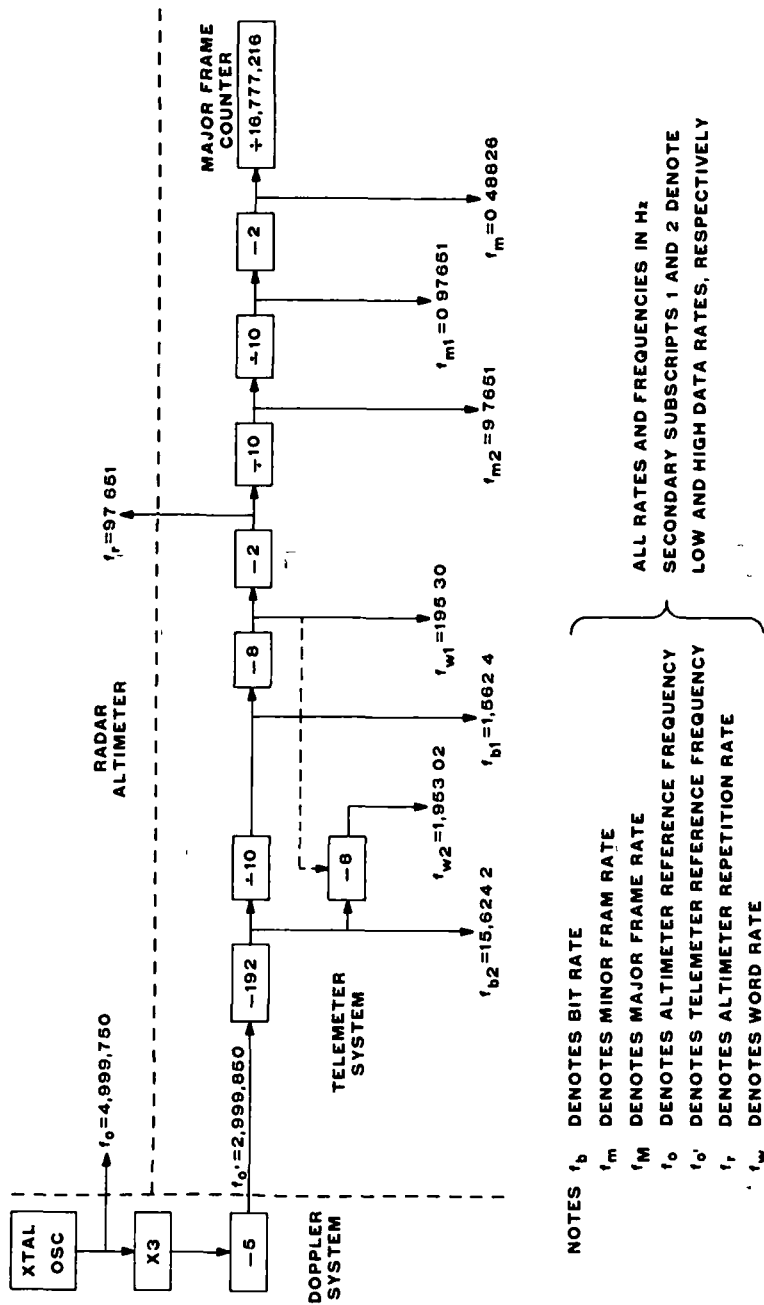 XTAL
OSC
f₀=4,999,750
X3
−5
DOPPLER
SYSTEM
RADAR
ALTIMETER
f₀'=2,999,850
−192
f_b2=15,624 2
∸10
TELEMETER
SYSTEM
−8
f_w2=1,953 02
f_b1=1,562 4
−8
f_w1=195 30
−2
f_r=97 651
∸10
f_m2=9 7651
∸10
f_m1=0 97651
−2
f_m=0 48826
MAJOR FRAME
COUNTER
÷16,777,216
NOTES f_b DENOTES BIT RATE
f_m DENOTES MINOR FRAM RATE
f_M DENOTES MAJOR FRAME RATE
f₀ DENOTES ALTIMETER REFERENCE FREQUENCY
f₀' DENOTES TELEMETER REFERENCE FREQUENCY
f_r DENOTES ALTIMETER REPETITION RATE
f_w DENOTES WORD RATE
ALL RATES AND FREQUENCIES IN Hz
SECONDARY SUBSCRIPTS 1 AND 2 DENOTE
LOW AND HIGH DATA RATES, RESPECTIVELY